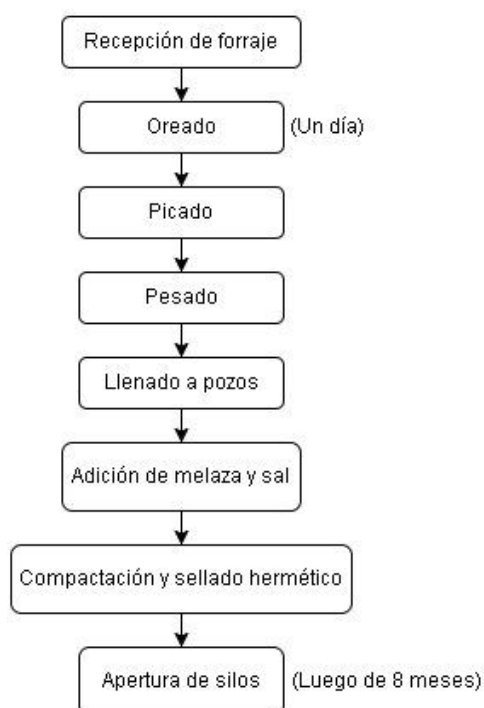 Recepción de forraje
Oreado (Un día)
Picado
Pesado
Llenado a pozos
Adición de melaza y sal
Compactación y sellado hermético
Apertura de silos (Luego de 8 meses)